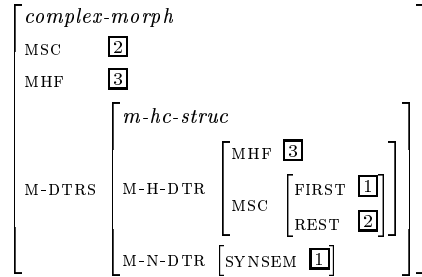 complex-morph
MSC 2
MHF 3
m-hc-struc
MHF 3
M-DTRS M-H-DTR FIRST 1
MSC
REST 2
M-N-DTR SYNSEM 1